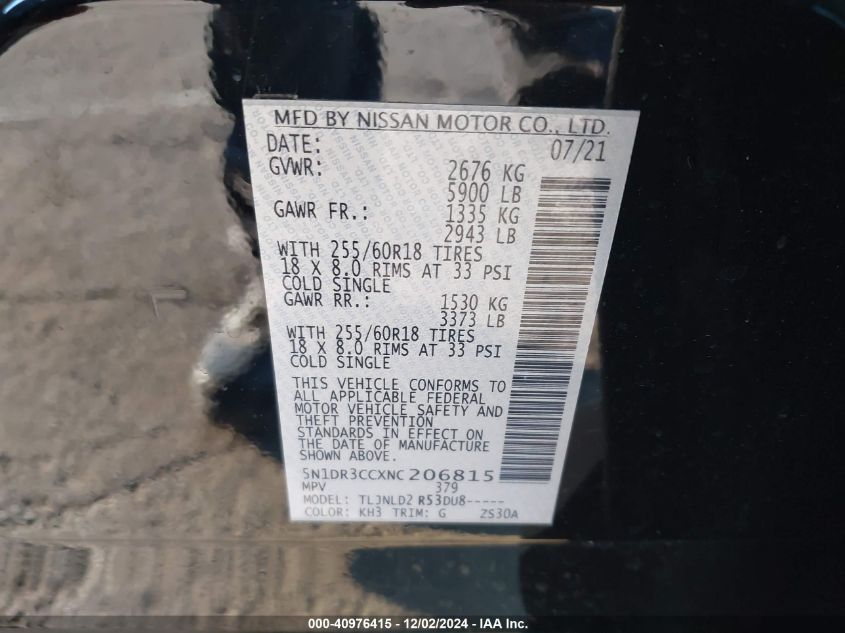 MFD BY NISSAN MOTOR CO., LTD.
DATE: 07/21
GVWR: 2676 KG
5900 LB
GAWR FR.: 1335 KG
2943 LB
WITH 255/60R18 TIRES
18 X 8.0 RIMS AT 33 PSI
COLD SINGLE
GAWR RR.: 1530 KG
3373 LB
WITH 255/60R18 TIRES
18 X 8.0 RIMS AT 33 PSI
COLD SINGLE
THIS VEHICLE CONFORMS TO
ALL APPLICABLE FEDERAL
MOTOR VEHICLE SAFETY AND
THEFT PREVENTION
STANDARDS IN EFFECT ON
THE DATE OF MANUFACTURE
SHOWN ABOVE.
5N1DR3CCXNC206815
MPV 379
MODEL: TLJNLD2 R53DU8-----
COLOR: KH3 TRIM: G ZS30A
000-40976415 - 12/02/2024 - IAA Inc.